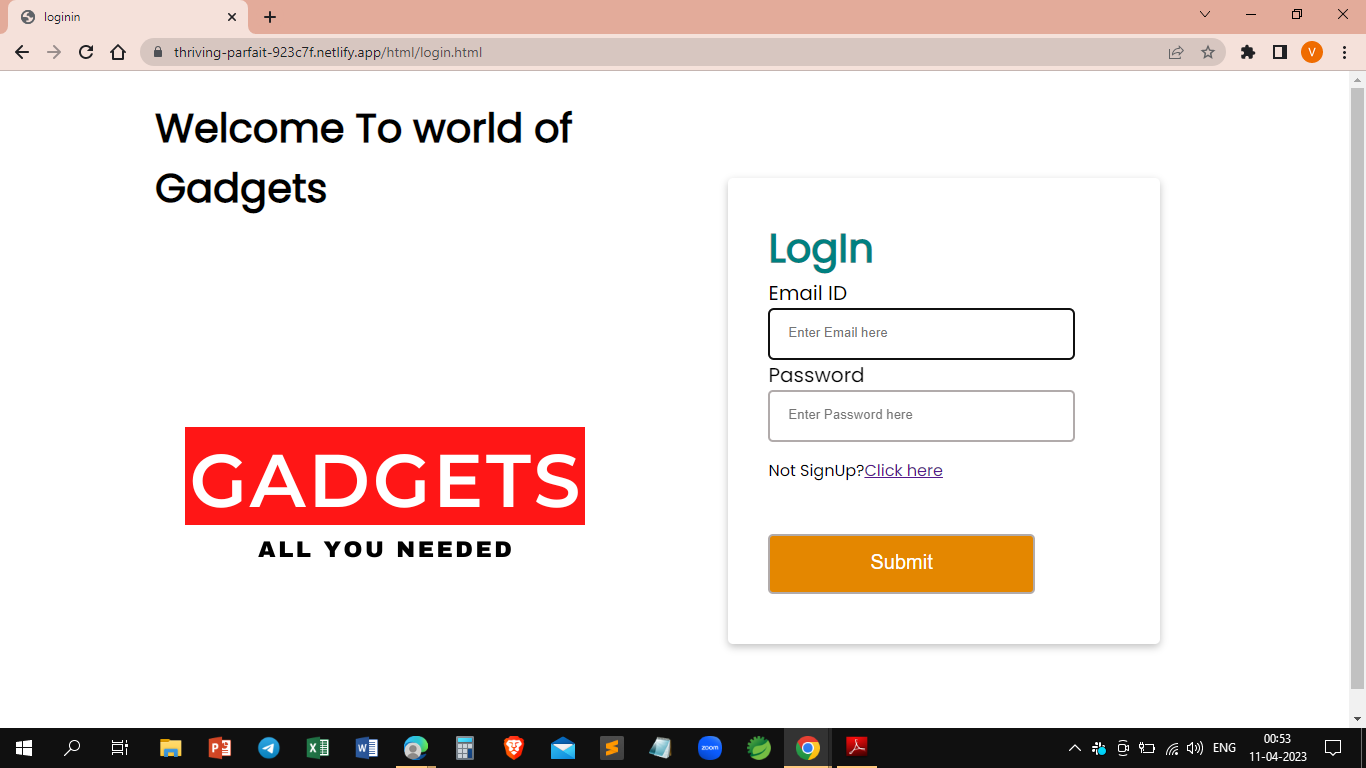 loginin
thriving-parfait-923c7f.netlify.app/html/login.html
V
Welcome To world of
Gadgets
GADGETS
ALL YOU NEEDED
LogIn
Email ID
Enter Email here
Password
Enter Password here
Not SignUp?Click here
Submit
zoom
ENG
00:53
11-04-2023